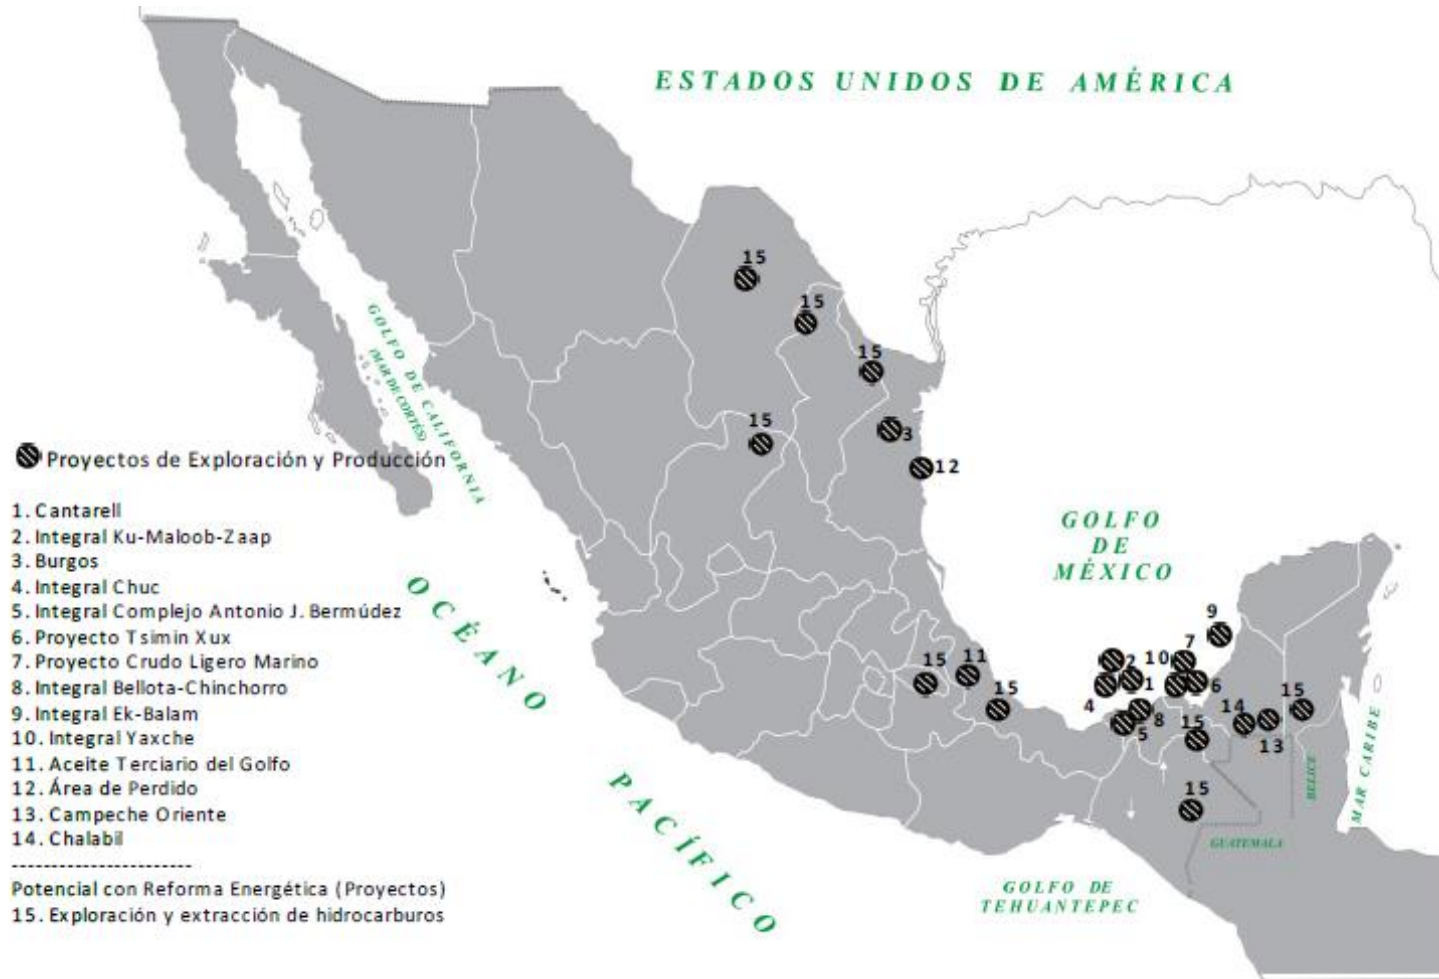 ESTADOS UNIDOS DE AMÉRICA
15
15
15
15
3
12
GOLFO DE CALIFORNIA
(MAR DE CORTÉS)
Proyectos de Exploración y Producción
1. Cantarell
2. Integral Ku-Maloob-Zaap
3. Burgos
4. Integral Chuc
5. Integral Complejo Antonio J. Bermúdez
6. Proyecto Tsimin Xux
7. Proyecto Crudo Ligero Marino
8. Integral Bellota-Chinchorro
9. Integral Ek-Balam
10. Integral Yaxche
11. Aceite Terciario del Golfo
12. Área de Perdido
13. Campeche Oriente
14. Chalabil
------------------------
Potencial con Reforma Energética (Proyectos)
15. Exploración y extracción de hidrocarburos
OCÉANO PACÍFICO
GOLFO
DE
MÉXICO
9
7
2
10
15
11
4
1
6
15
8
14
15
5
15
13
15
MAR CARIBE
BELICE
GUATEMALA
GOLFO DE
TEHUANTEPEC